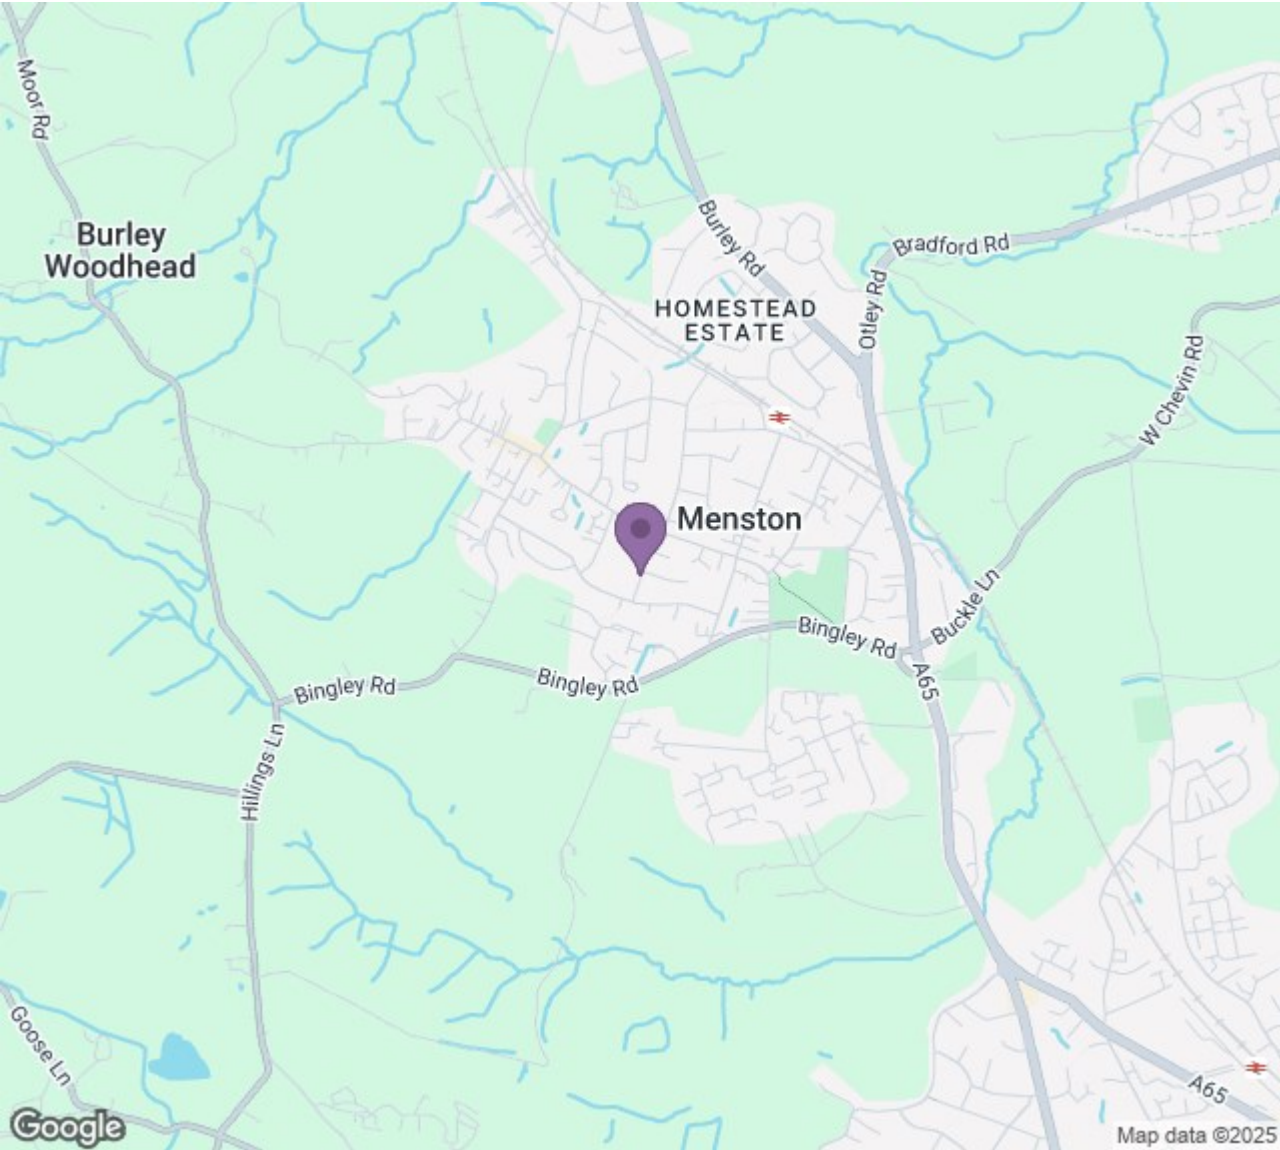 Moor Rd
Burley
Woodhead
Burley Rd
Bradford Rd
Otley Rd
HOMESTEAD
ESTATE
W Chevin Rd
Menston
Buckle Ln
Bingley Rd
A65
Bingley Rd
Bingley Rd
Hillings Ln
Goose Ln
A65
Google
Map data ©2025